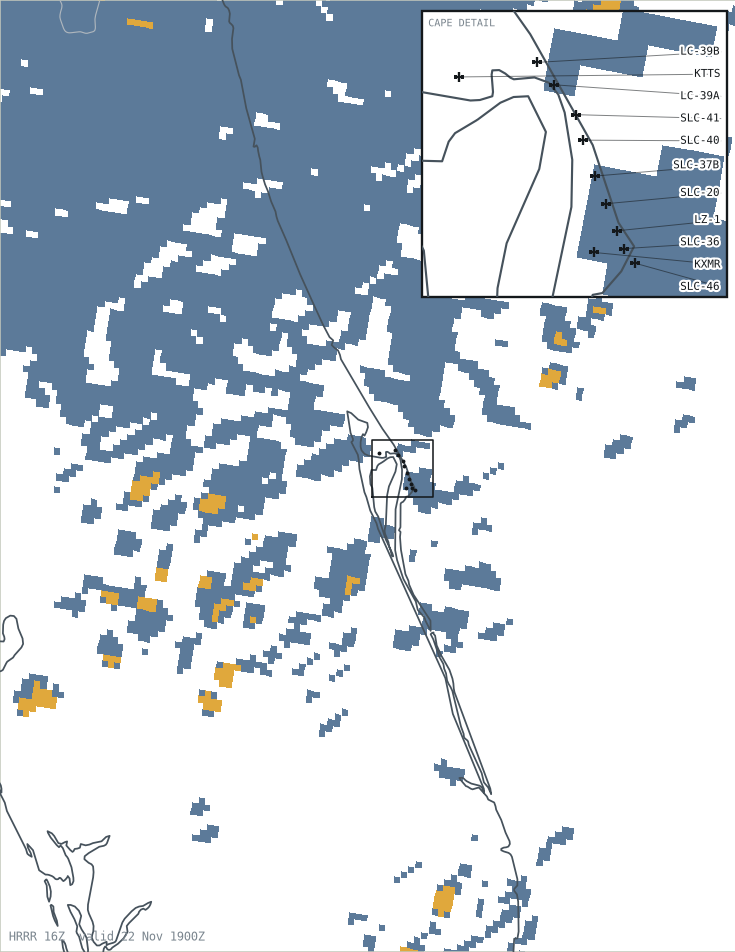 CAPE DETAIL
LC-39B
KTTS
LC-39A
SLC-41
SLC-40
SLC-37B
SLC-20
LZ-1
SLC-36
KXMR
SLC-46
HRRR 16Z  valid 22 Nov 1900Z